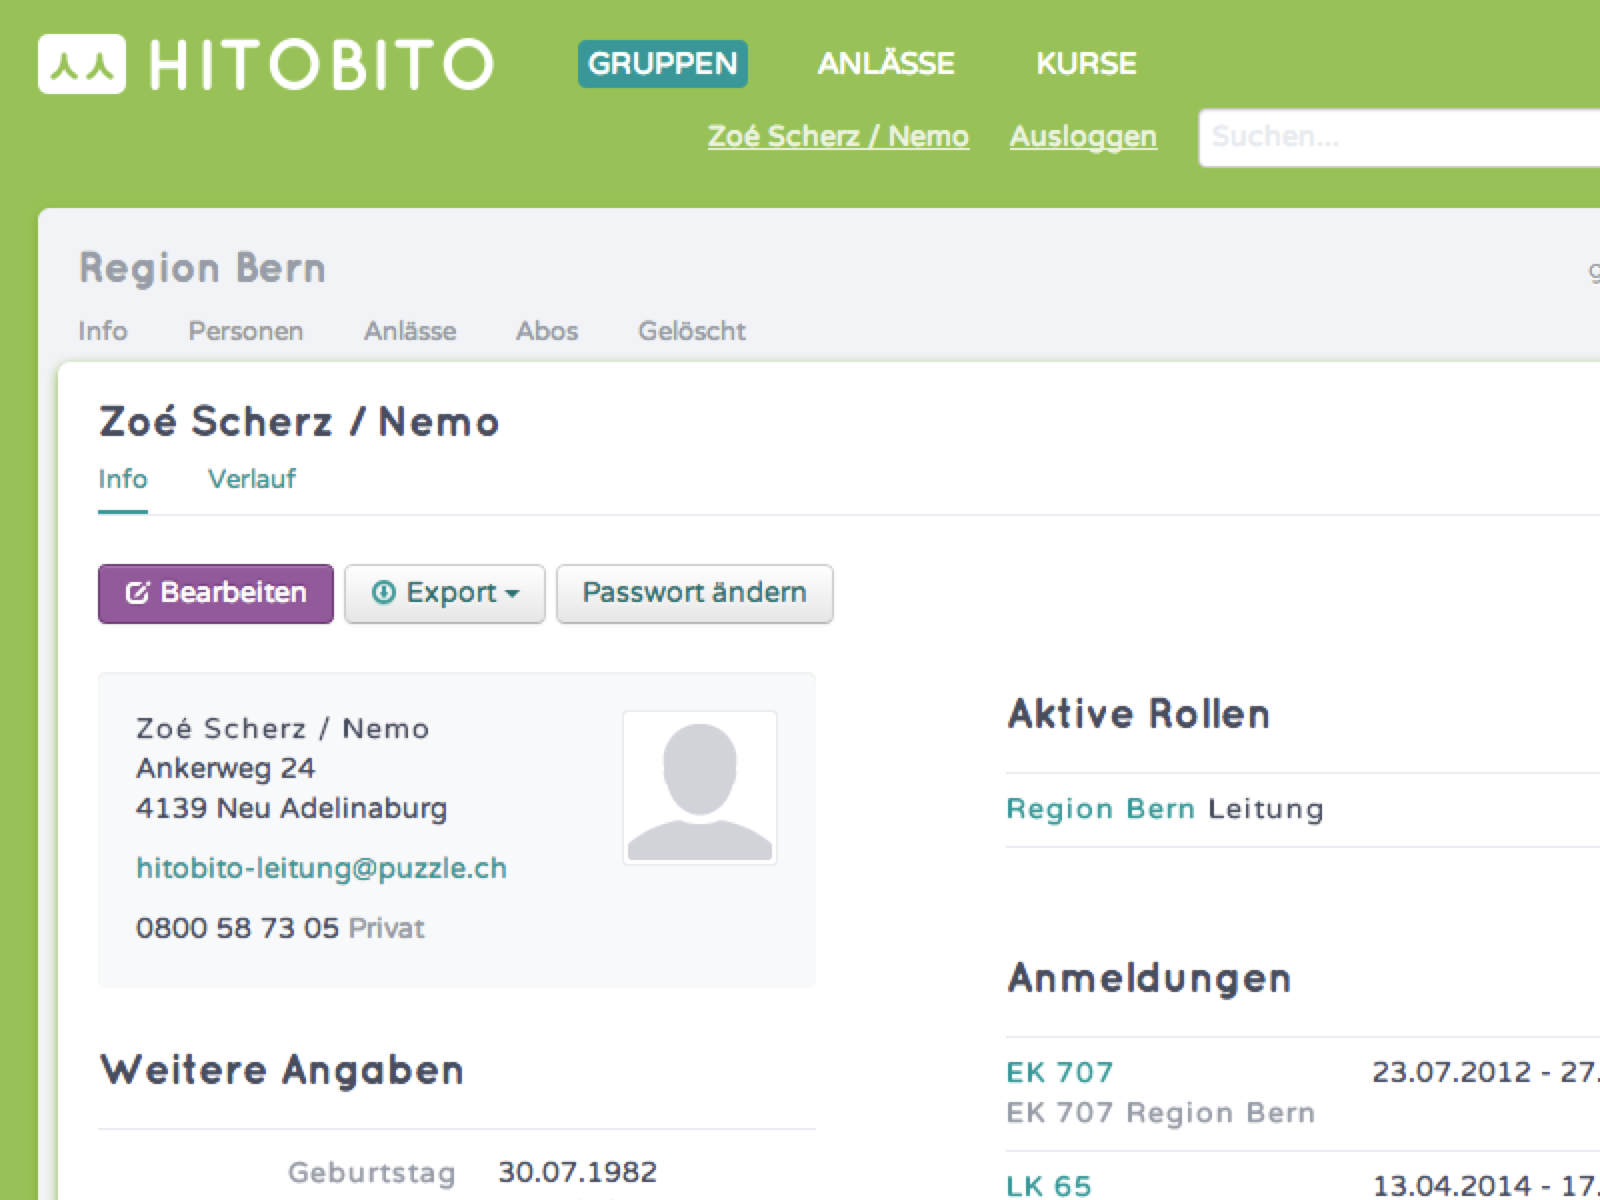 HITOBITO
GRUPPEN ANLÄSSE KURSE
Zoé Scherz / Nemo Ausloggen Suchen...
Region Bern
Info Personen Anlässe Abos Gelöscht
Zoé Scherz / Nemo
Info Verlauf
Bearbeiten Export Passwort ändern
Zoé Scherz / Nemo
Ankerweg 24
4139 Neu Adelinaburg
hitobito-leitung@puzzle.ch
0800 58 73 05 Privat
Weitere Angaben
Geburtstag 30.07.1982
Aktive Rollen
Region Bern Leitung
Anmeldungen
EK 707 23.07.2012 - 27.
EK 707 Region Bern
LK 65 13.04.2014 - 17.